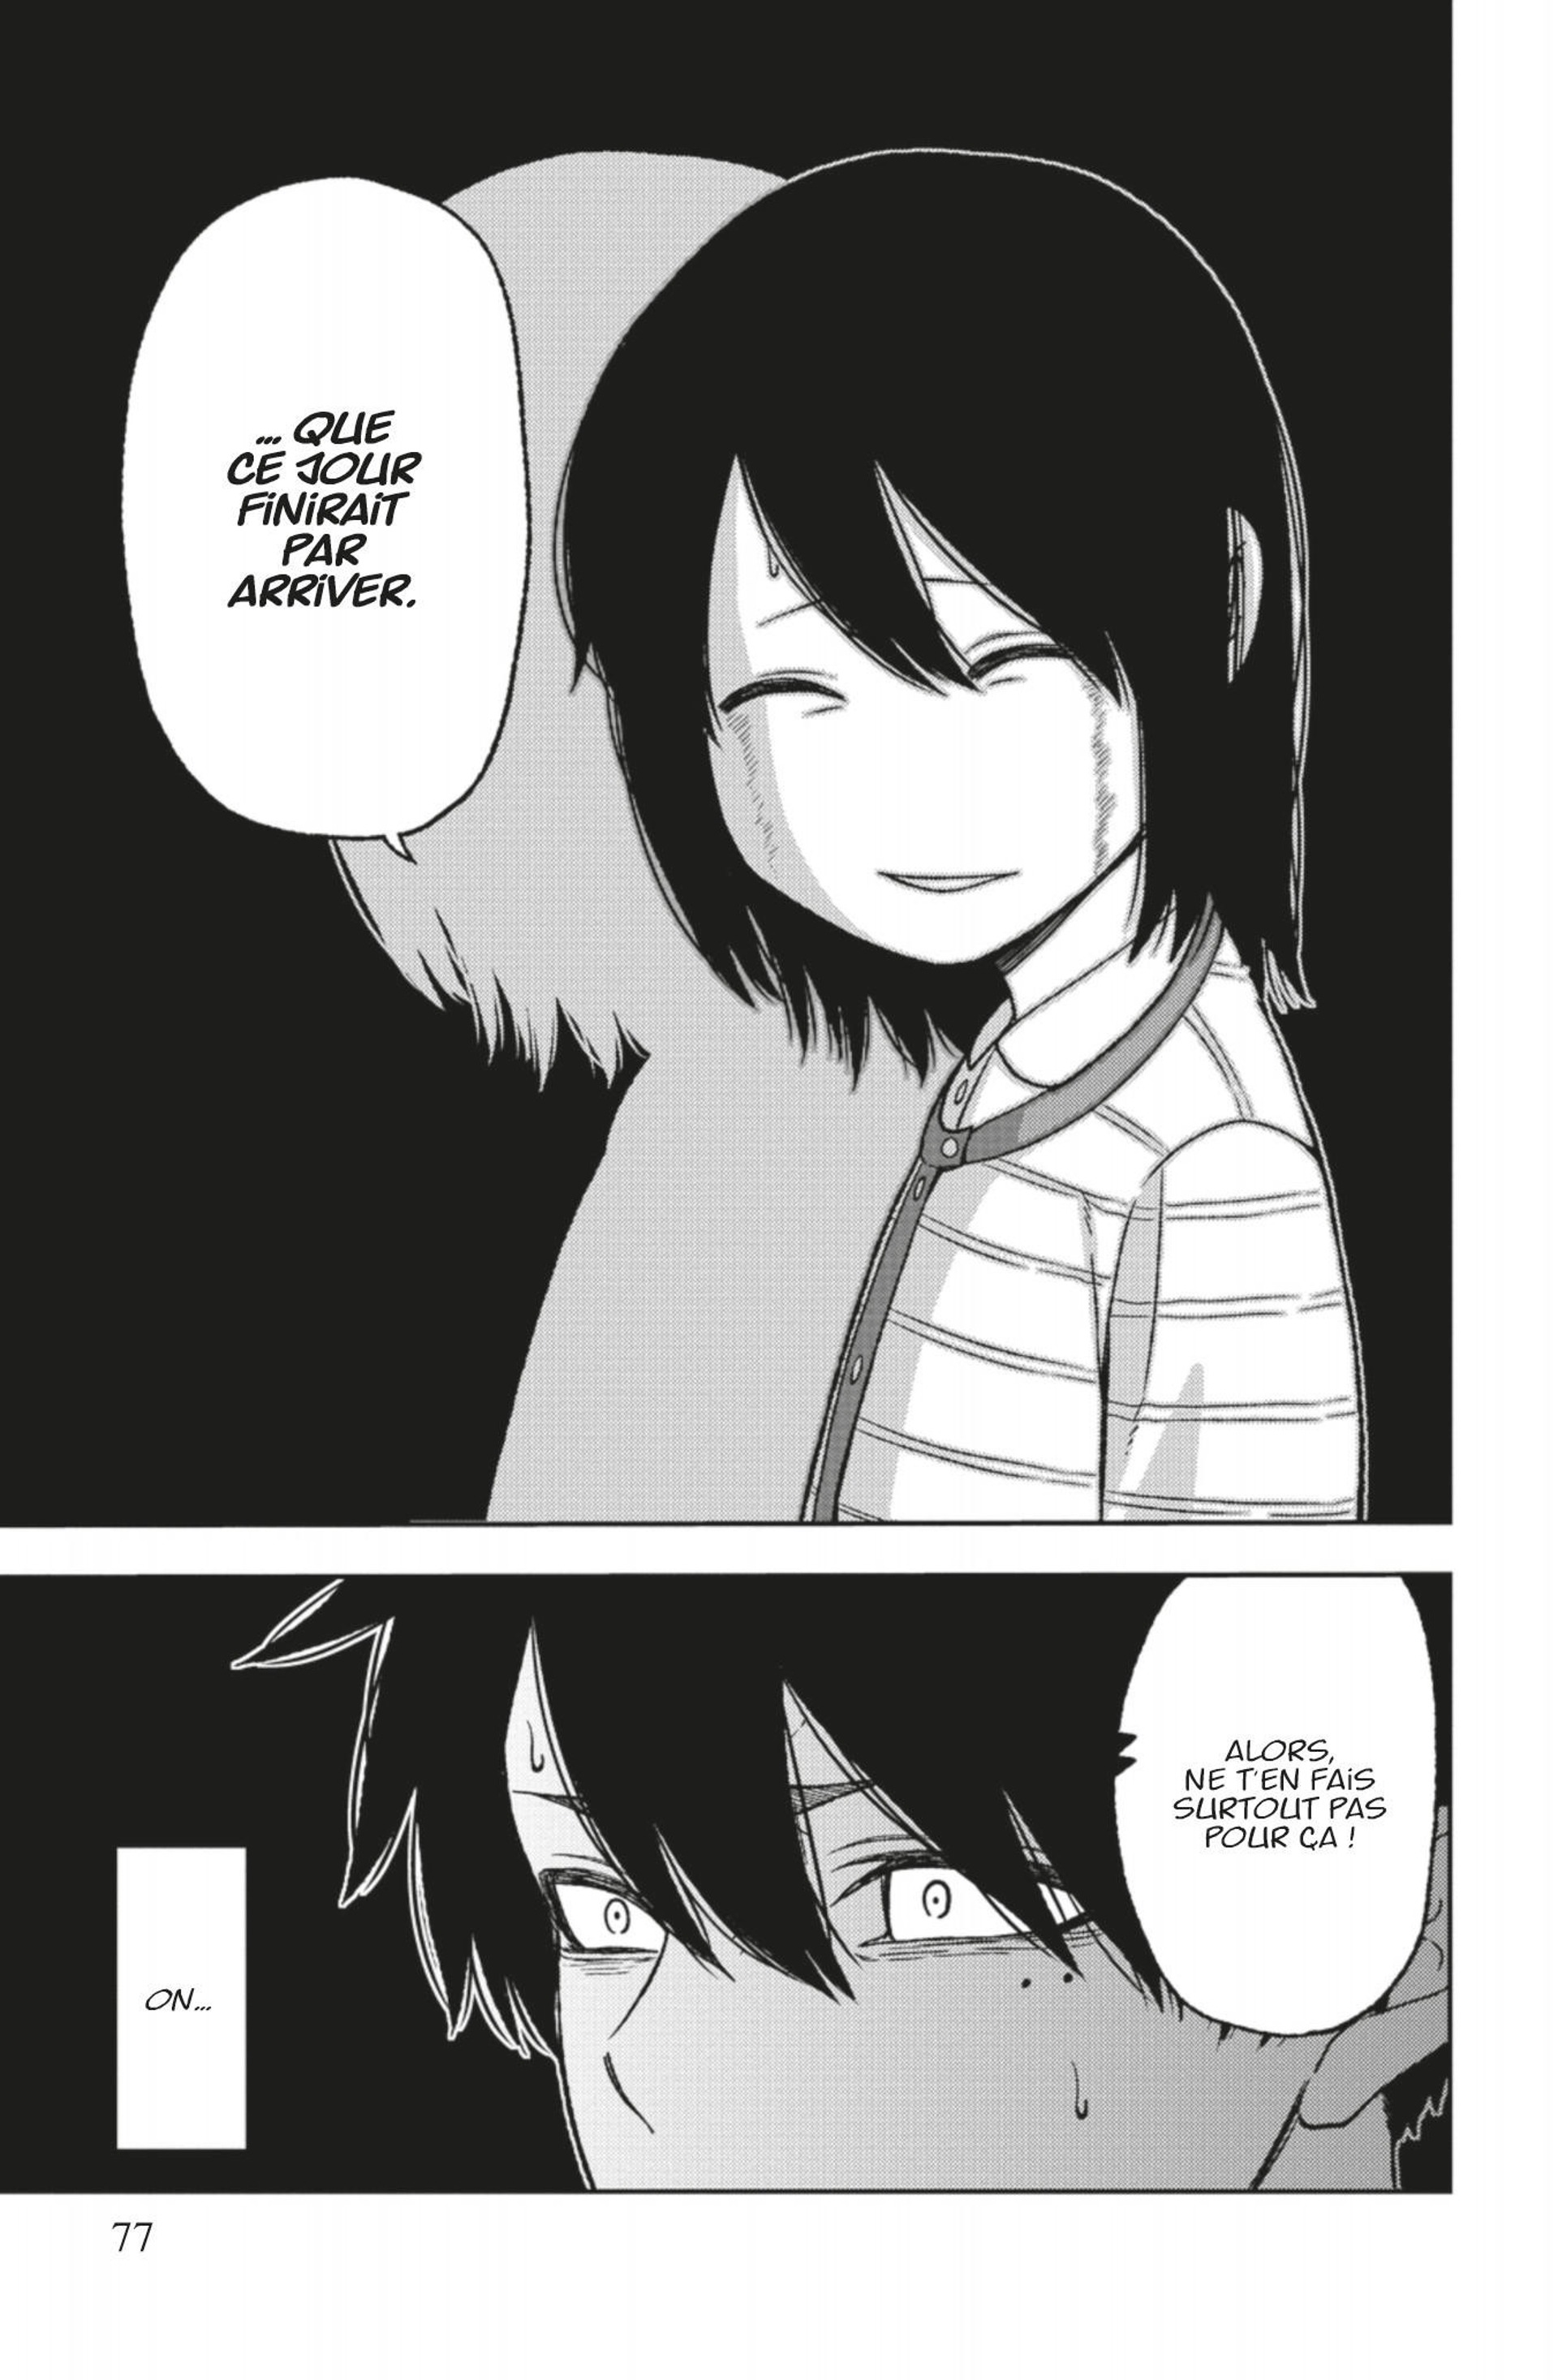 ... QUE
CE JOUR
FINIRAIT
PAR
ARRIVER.
ALORS,
NE T'EN FAIS
SURTOUT PAS
POUR ÇA !
ON...
77